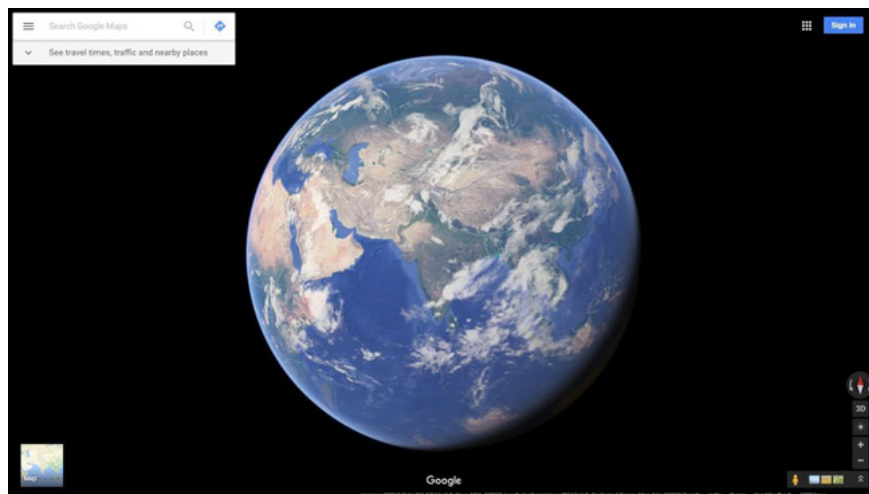 Search Google Maps
Sign in
See travel times, traffic and nearby places
3D
Map
Google